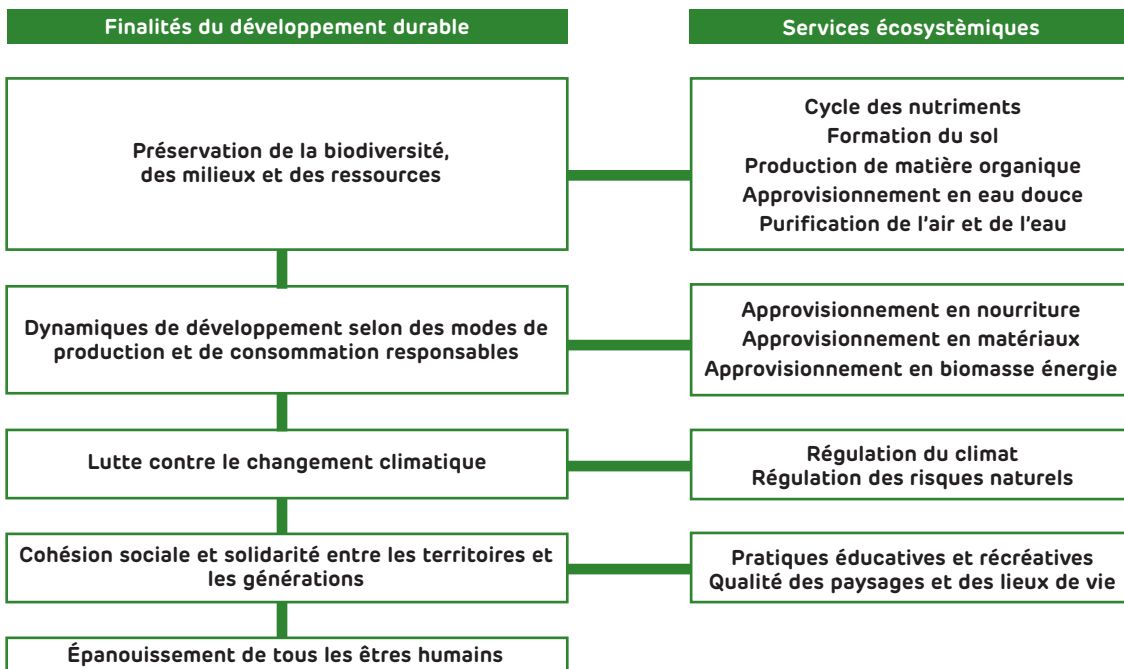 Finalités du développement durable
Services écosystèmiques
Préservation de la biodiversité,
des milieux et des ressources
Cycle des nutriments
Formation du sol
Production de matière organique
Approvisionnement en eau douce
Purification de l'air et de l'eau
Dynamiques de développement selon des modes de
production et de consommation responsables
Approvisionnement en nourriture
Approvisionnement en matériaux
Approvisionnement en biomasse énergie
Lutte contre le changement climatique
Régulation du climat
Régulation des risques naturels
Cohésion sociale et solidarité entre les territoires et
les générations
Pratiques éducatives et récréatives
Qualité des paysages et des lieux de vie
Épanouissement de tous les êtres humains